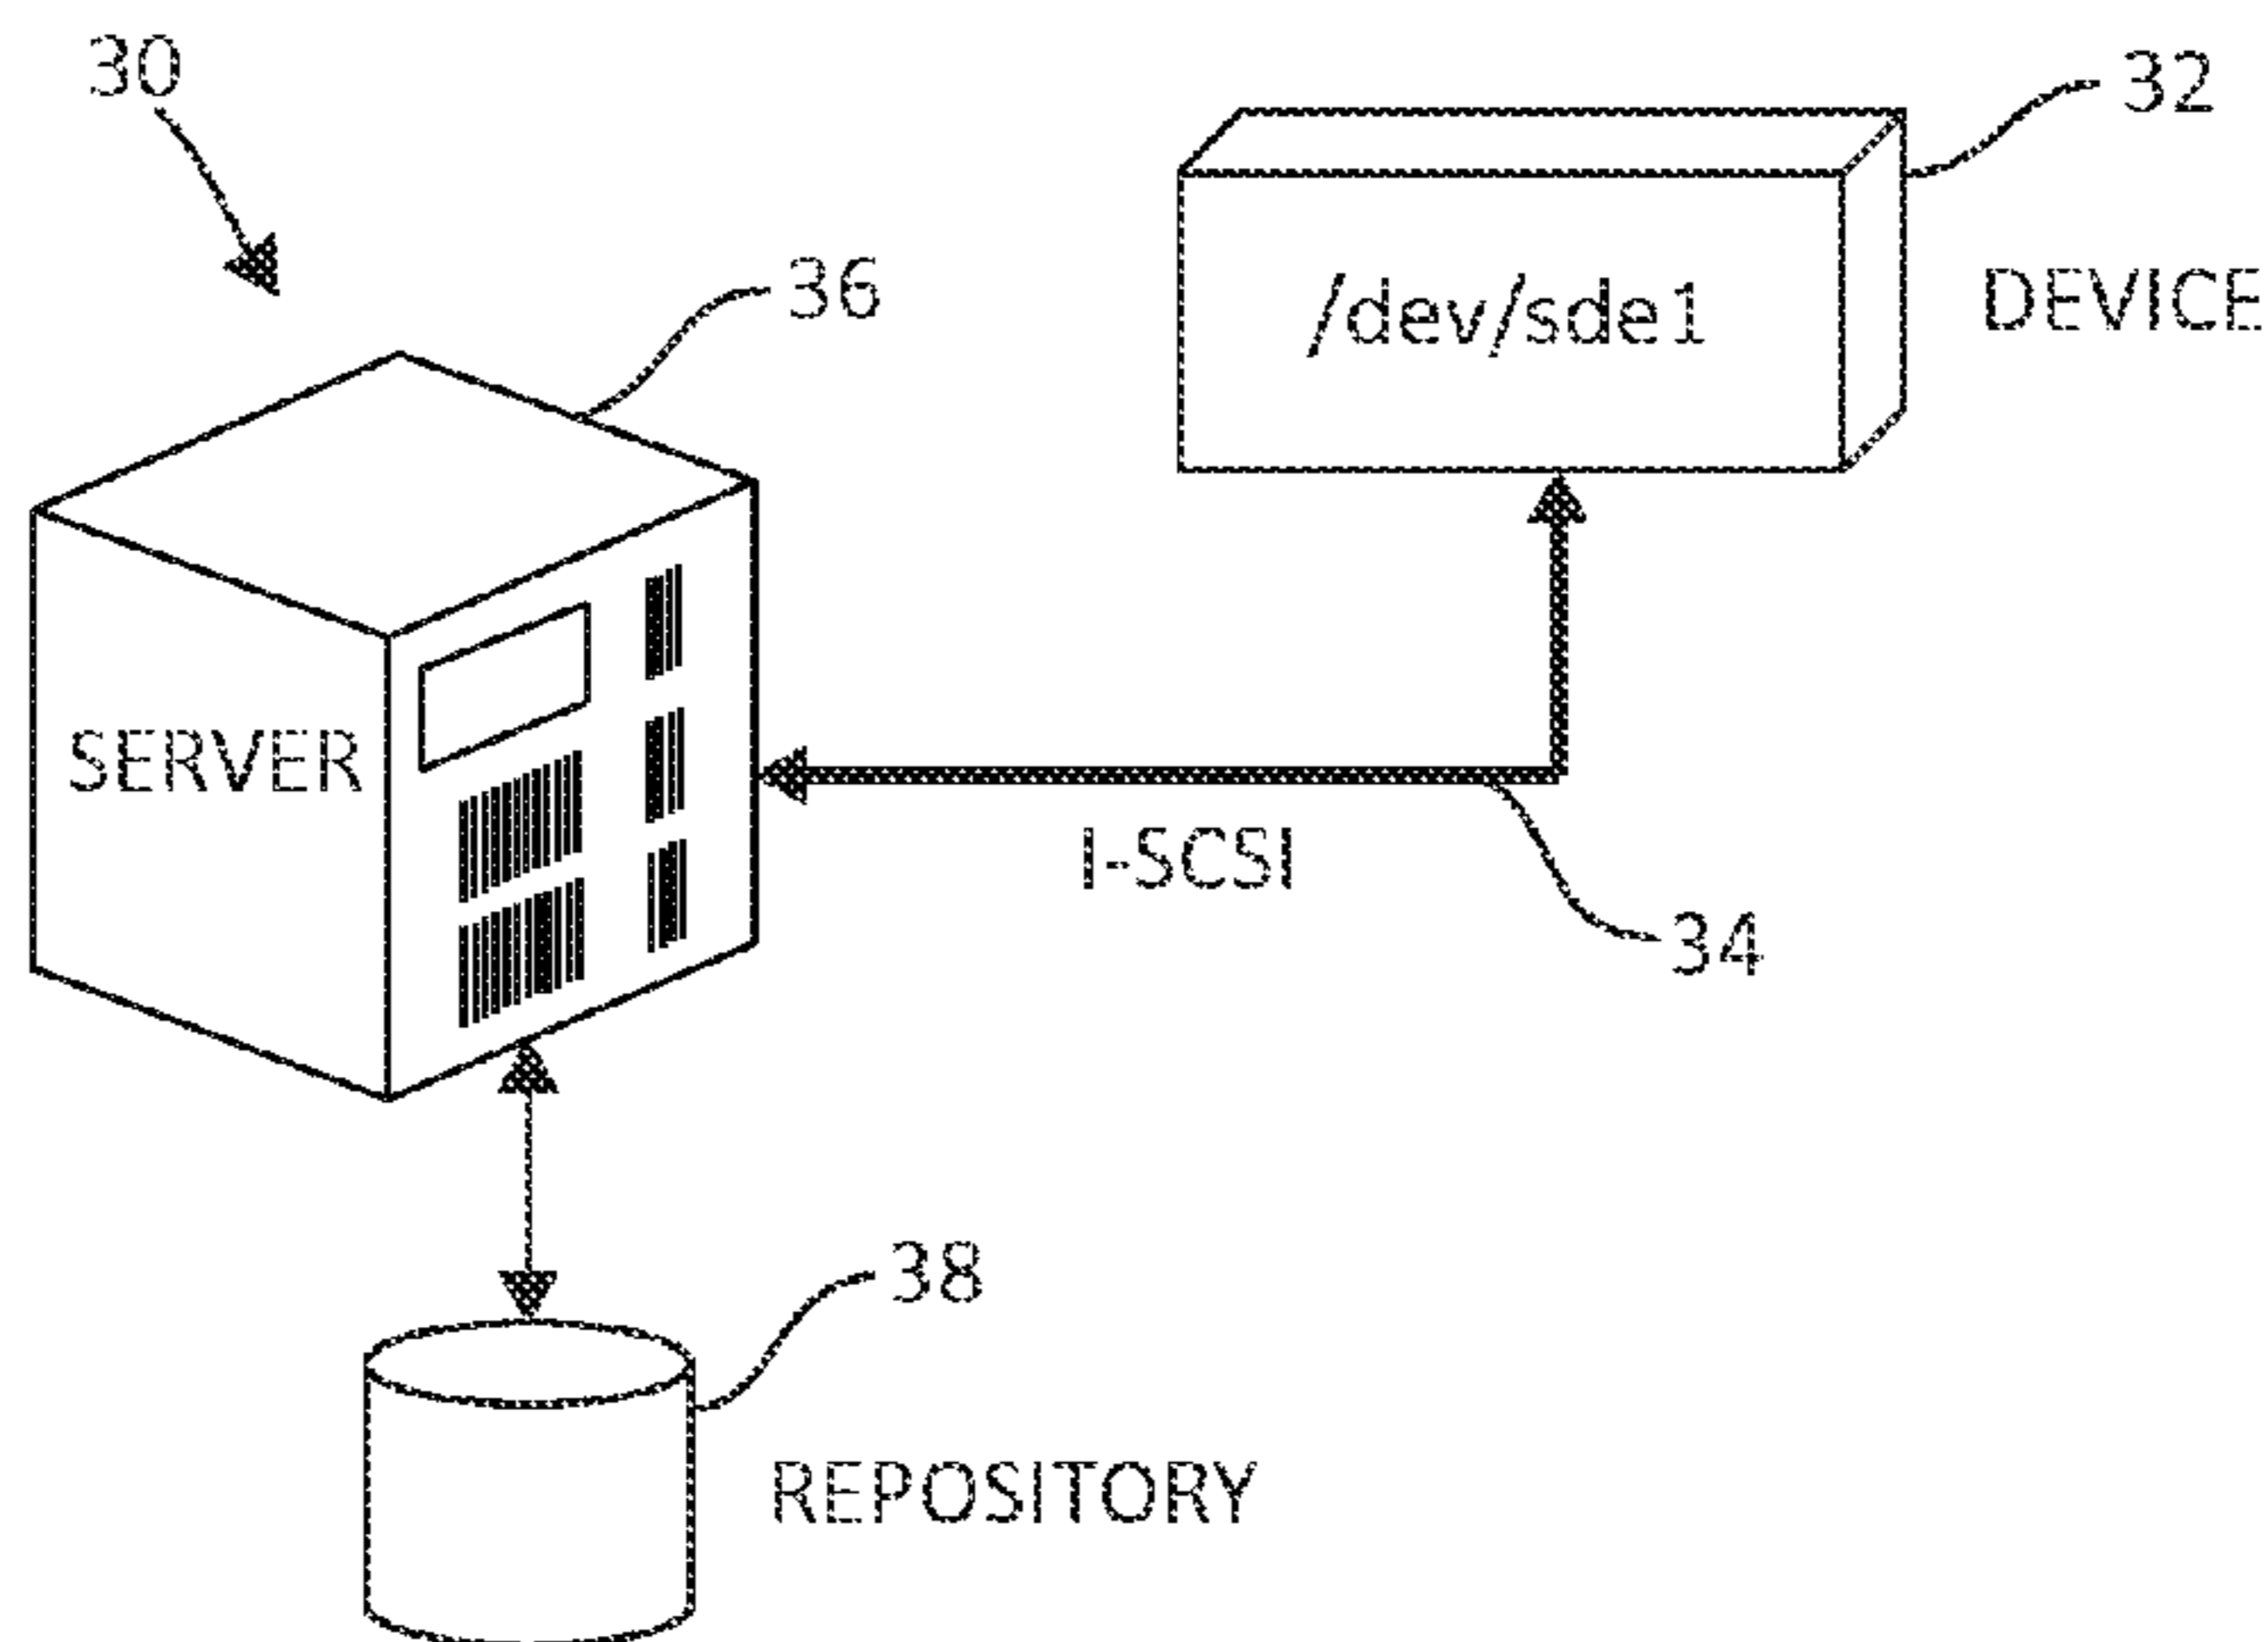 30
32
36
DEVICE
/dev/sde1
SERVER
I-SCSI
34
38
REPOSITORY